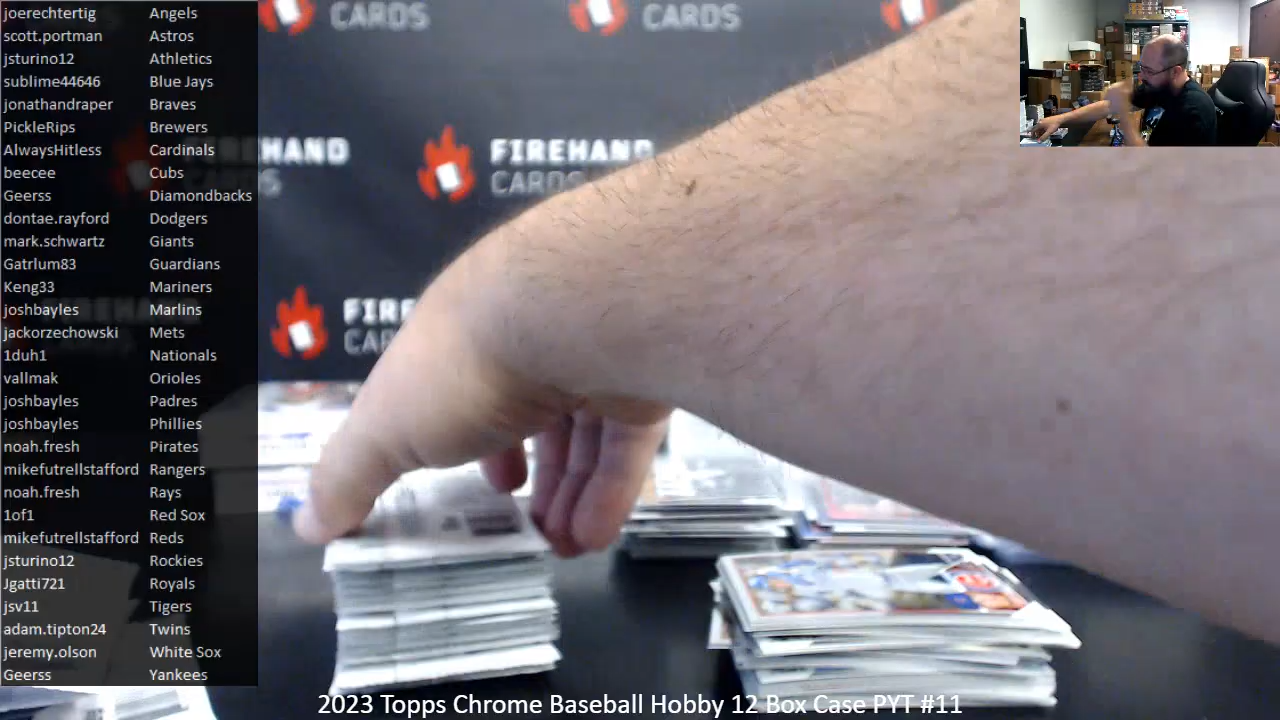 joerechtertig Angels
scott.portman Astros
jsturino12 Athletics
sublime44646 Blue Jays
jonathandraper Braves
PickleRips Brewers
AlwaysHitless Cardinals
beecee Cubs
Geerss Diamondbacks
dontae.rayford Dodgers
mark.schwartz Giants
Gatrlum83 Guardians
Keng33 Mariners
joshbayles Marlins
jackorzechowski Mets
1duh1 Nationals
vallmak Orioles
joshbayles Padres
joshbayles Phillies
noah.fresh Pirates
mikefutrellstafford Rangers
noah.fresh Rays
1of1 Red Sox
mikefutrellstafford Reds
jsturino12 Rockies
Jgatti721 Royals
jsv11 Tigers
adam.tipton24 Twins
jeremy.olson White Sox
Geerss Yankees
CARDS
CARDS
FIREHAND
CARDS
2023 Topps Chrome Baseball Hobby 12 Box Case PYT #11